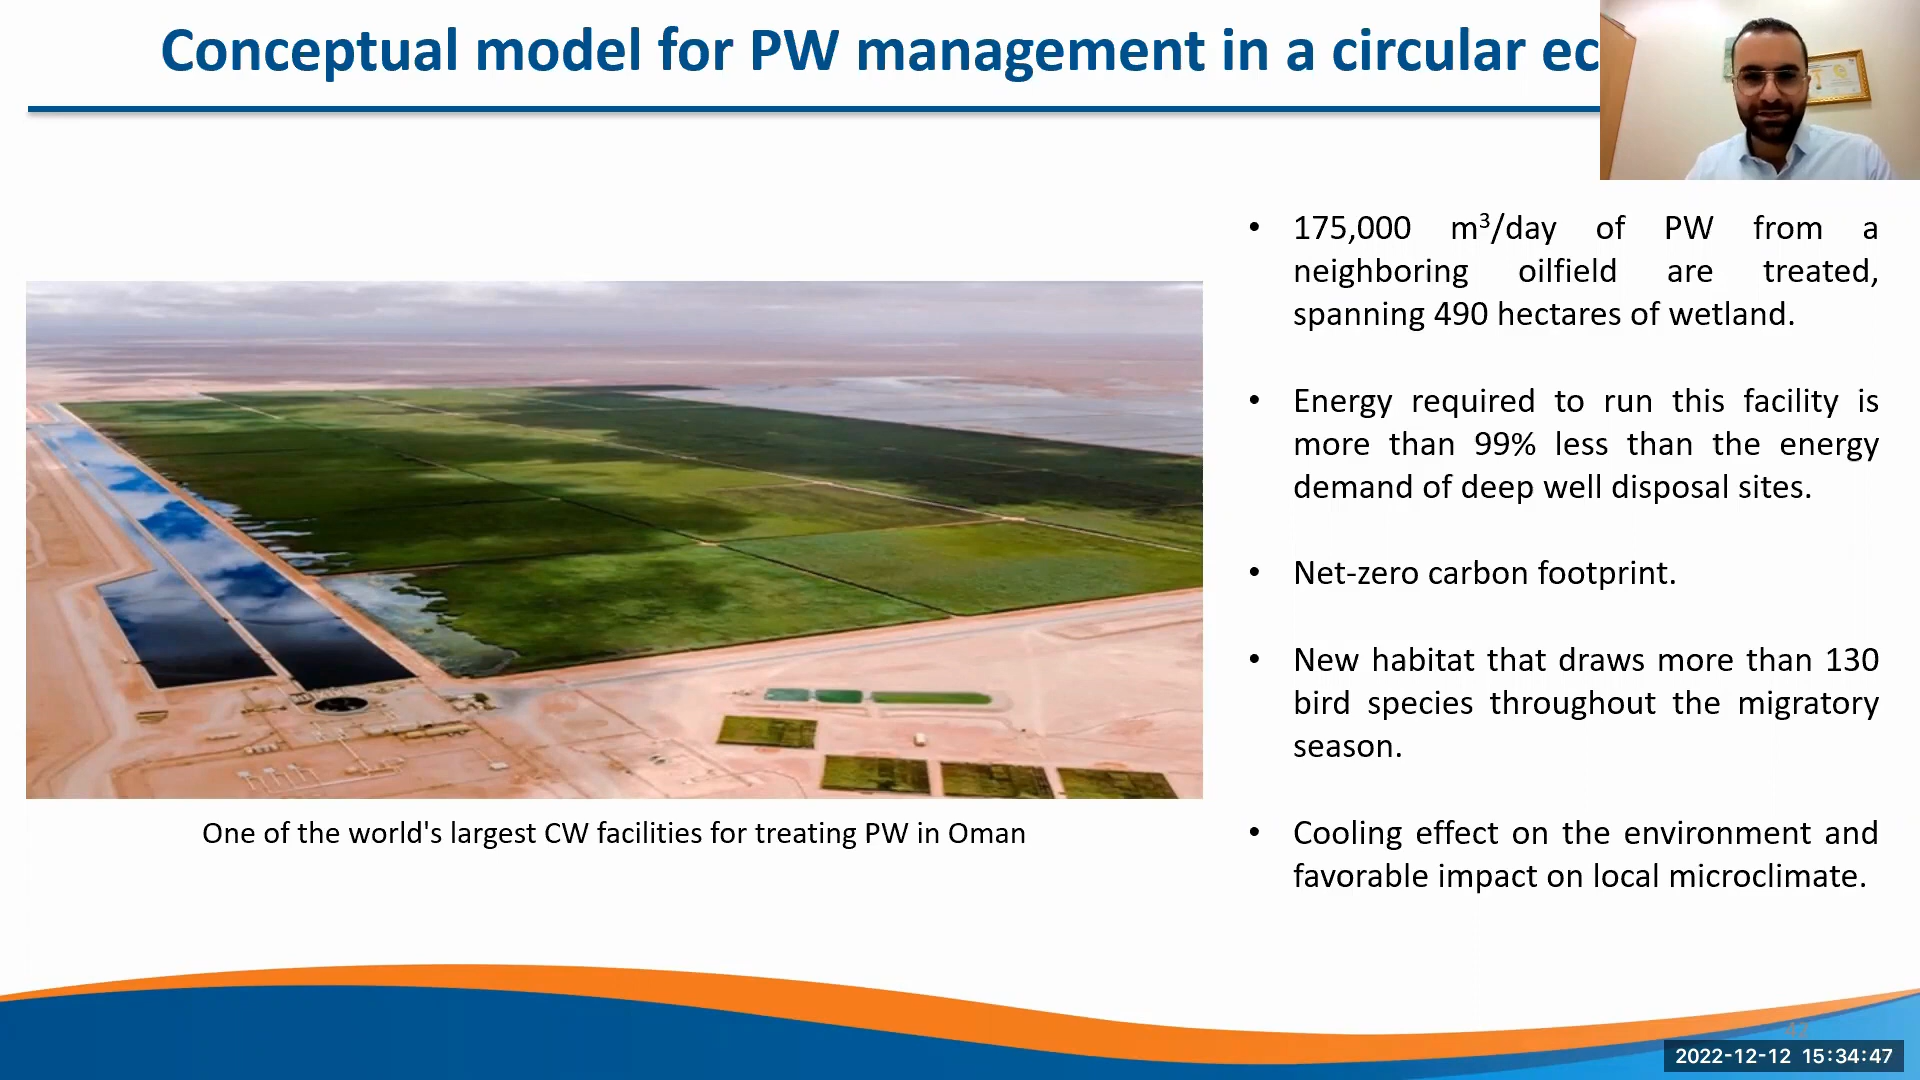 Conceptual model for PW management in a circular ec
• 175,000 m³/day of PW from a
neighboring oilfield are treated,
spanning 490 hectares of wetland.
• Energy required to run this facility is
more than 99% less than the energy
demand of deep well disposal sites.
• Net-zero carbon footprint.
• New habitat that draws more than 130
bird species throughout the migratory
season.
• Cooling effect on the environment and
favorable impact on local microclimate.
One of the world's largest CW facilities for treating PW in Oman
2022-12-12 15:34:47